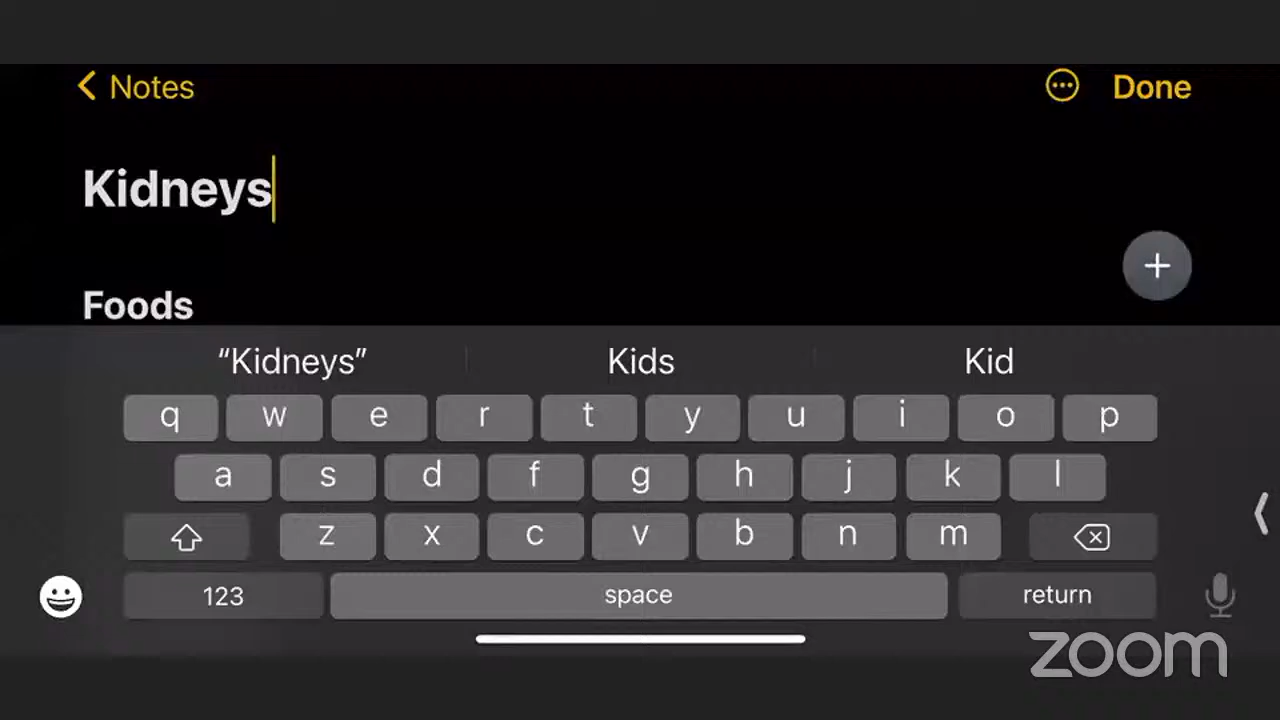 Notes
Done
Kidneys
Foods
“Kidneys” Kids Kid
q w e r t y u i o p
a s d f g h j k l
z x c v b n m
123 space return
zoom